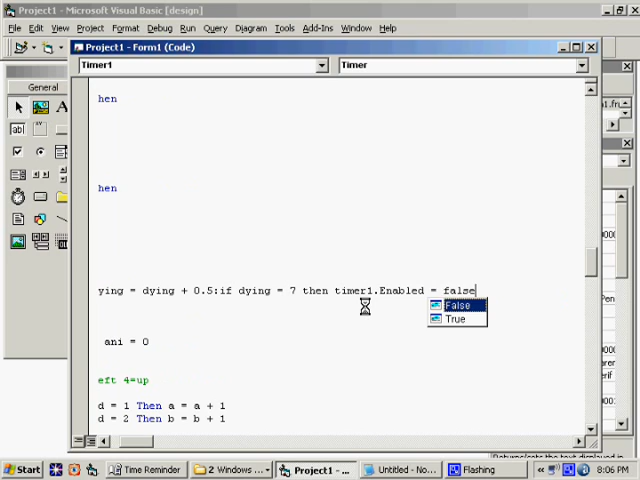 Project1 - Microsoft Visual Basic [design]
File Edit View Project Format Debug Run Query Diagram Tools Add-Ins Window Help
Project1 - Form1 (Code)
Timer1 Timer
General
hen
hen
ying = dying + 0.5:if dying = 7 then timer1.Enabled = false
False
True
ani = 0
eft 4=up
d = 1 Then a = a + 1
d = 2 Then b = b + 1
Start Time Reminder 2 Windows ... Project1 - ... Untitled - No... Flashing 8:06 PM